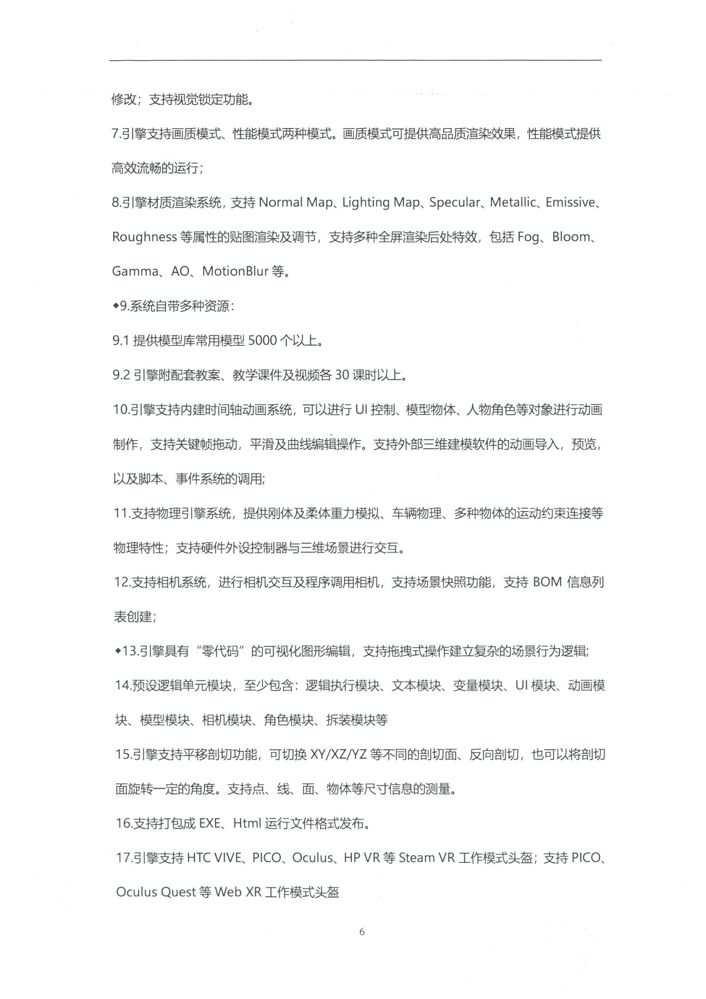 修改；支持视觉锁定功能。
7.引擎支持画质模式、性能模式两种模式。画质模式可提供高品质渲染效果，性能模式提供
高效流畅的运行；
8.引擎材质渲染系统，支持 Normal Map、Lighting Map、Specular、Metallic、Emissive、
Roughness 等属性的贴图渲染及调节，支持多种全屏渲染后处特效，包括 Fog、Bloom、
Gamma、AO、MotionBlur 等。
◆9.系统自带多种资源：
9.1 提供模型库常用模型 5000 个以上。
9.2 引擎附配套教案、教学课件及视频各 30 课时以上。
10.引擎支持内建时间轴动画系统，可以进行 UI 控制、模型物体、人物角色等对象进行动画
制作，支持关键帧拖动，平滑及曲线编辑操作。支持外部三维建模软件的动画导入，预览，
以及脚本、事件系统的调用;
11.支持物理引擎系统，提供刚体及柔体重力模拟、车辆物理、多种物体的运动约束连接等
物理特性；支持硬件外设控制器与三维场景进行交互。
12.支持相机系统，进行相机交互及程序调用相机，支持场景快照功能，支持 BOM 信息列
表创建；
◆13.引擎具有“零代码”的可视化图形编辑，支持拖拽式操作建立复杂的场景行为逻辑;
14.预设逻辑单元模块，至少包含：逻辑执行模块、文本模块、变量模块、UI 模块、动画模
块、模型模块、相机模块、角色模块、拆装模块等
15.引擎支持平移剖切功能，可切换 XY/XZ/YZ 等不同的剖切面、反向剖切，也可以将剖切
面旋转一定的角度。支持点、线、面、物体等尺寸信息的测量。
16.支持打包成 EXE、Html 运行文件格式发布。
17.引擎支持 HTC VIVE、PICO、Oculus、HP VR 等 Steam VR 工作模式头盔；支持 PICO、
Oculus Quest 等 Web XR 工作模式头盔
6